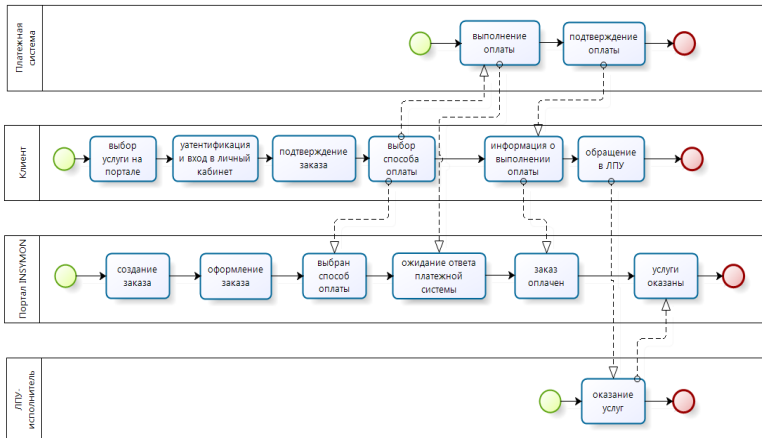 Платежная
система
выполнение
оплаты
подтверждение
оплаты
Клиент
выбор
услуги на
портале
уатентификация
и вход в личный
кабинет
подтверждение
заказа
выбор
способа
оплаты
информация о
выполнении
оплаты
обращение
в ЛПУ
Портал INSYMON
создание
заказа
оформление
заказа
выбран
способ
оплаты
ожидание ответа
платежной
системы
заказ
оплачен
услуги
оказаны
ЛПУ-
исполнитель
оказание
услуг